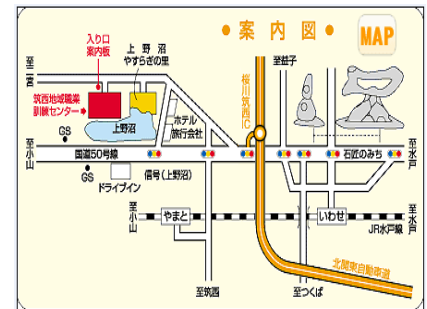 ● 案内図 ●
MAP
入り口
案内板
上野沼
やすらぎの里
至二宮
至益子
筑西地域職業
訓練センター
桜川筑西IC
ホテル
旅行会社
上野沼
GS
至小山
国道50号線
石匠のみち
至水戸
GS
ドライブイン
信号(上野沼)
至小山
やまと
いわせ
至水戸
JR水戸線
北関東自動車道
至筑西
至つくば